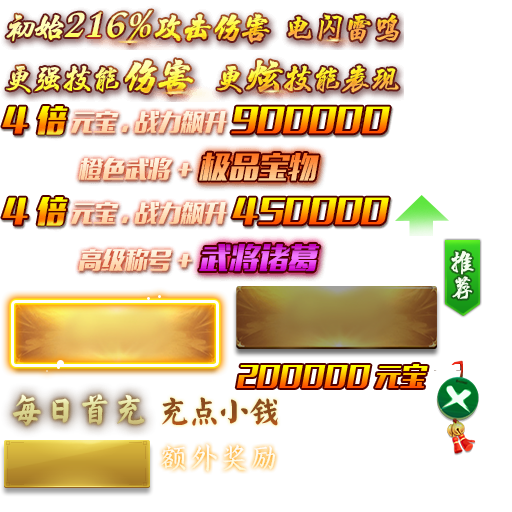 初始216%攻击伤害 电闪雷鸣
更强技能伤害 更炫技能表现
4倍元宝.战力飙升900000
橙色武将+极品宝物
4倍元宝.战力飙升450000
高级称号+武将诸葛
推荐
200000元宝
每日首充 充点小钱
额外奖励